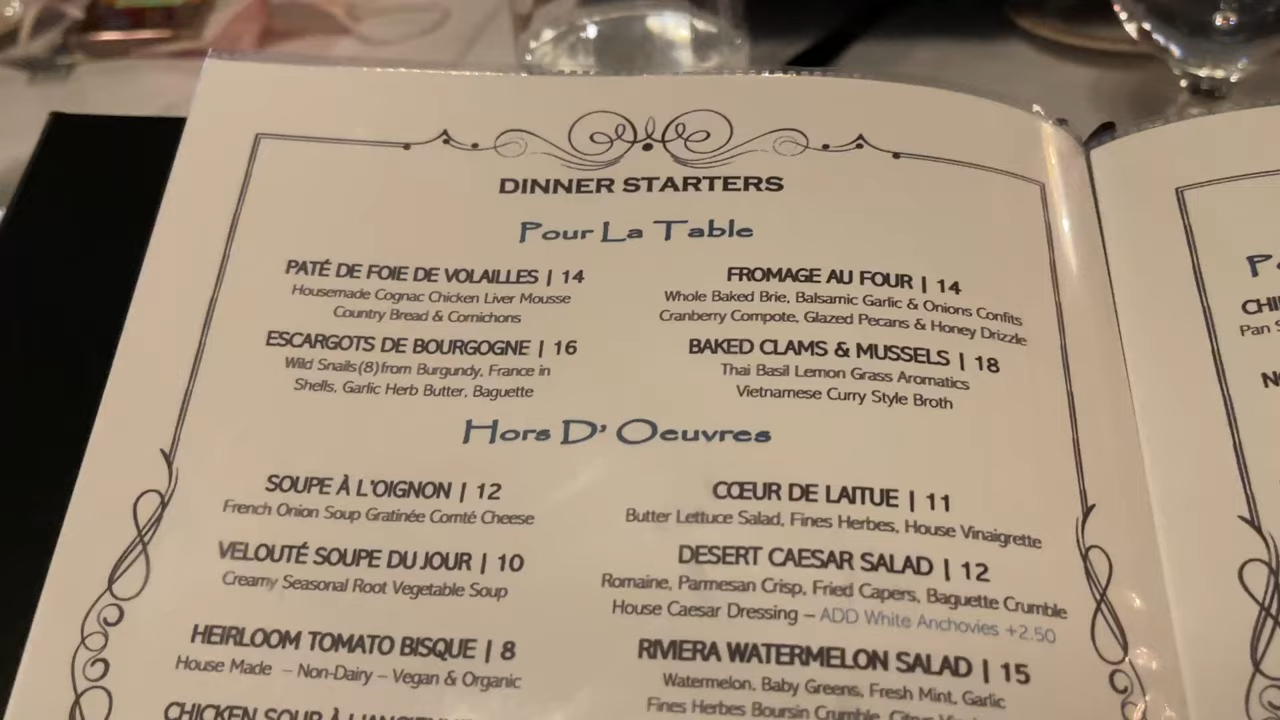 DINNER STARTERS
Pour La Table
PATÉ DE FOIE DE VOLAILLES | 14
Housemade Cognac Chicken Liver Mousse
Country Bread & Cornichons
ESCARGOTS DE BOURGOGNE | 16
Wild Snails(8)from Burgundy, France in
Shells, Garlic Herb Butter, Baguette
FROMAGE AU FOUR | 14
Whole Baked Brie, Balsamic Garlic & Onions Confits
Cranberry Compote, Glazed Pecans & Honey Drizzle
BAKED CLAMS & MUSSELS | 18
Thai Basil Lemon Grass Aromatics
Vietnamese Curry Style Broth
Hors D' Oeuvres
SOUPE À L'OIGNON | 12
French Onion Soup Gratinée Comté Cheese
VELOUTÉ SOUPE DU JOUR | 10
Creamy Seasonal Root Vegetable Soup
HEIRLOOM TOMATO BISQUE | 8
House Made – Non-Dairy – Vegan & Organic
CHICKEN SOUP À
CŒUR DE LAITUE | 11
Butter Lettuce Salad, Fines Herbes, House Vinaigrette
DESERT CAESAR SALAD | 12
Romaine, Parmesan Crisp, Fried Capers, Baguette Crumble
House Caesar Dressing – ADD White Anchovies +2.50
RIVIERA WATERMELON SALAD | 15
Watermelon, Baby Greens, Fresh Mint, Garlic
Fines Herbes Boursin Crumble,
Pan